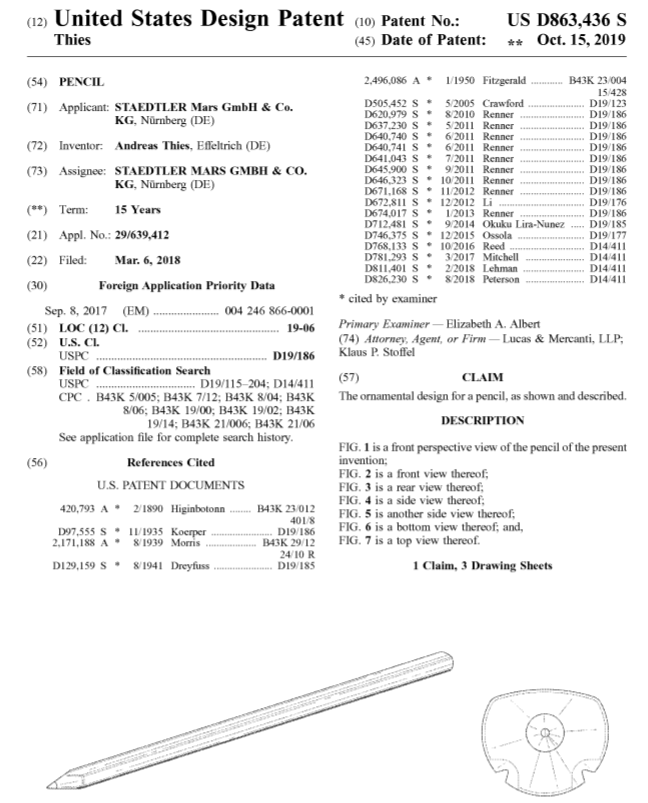 (12) United States Design Patent
Thies
(10) Patent No.: US D863,436 S
(45) Date of Patent: ** Oct. 15, 2019
(54) PENCIL
(71) Applicant: STAEDTLER Mars GmbH & Co.
KG, Nürnberg (DE)
(72) Inventor: Andreas Thies, Effeltrich (DE)
(73) Assignee: STAEDTLER MARS GMBH & CO.
KG, Nürnberg (DE)
(**) Term: 15 Years
(21) Appl. No.: 29/639,412
(22) Filed: Mar. 6, 2018
(30) Foreign Application Priority Data
Sep. 8, 2017 (EM) ...................... 004 246 866-0001
(51) LOC (12) Cl. .............................................. 19-06
(52) U.S. Cl.
USPC ........................................................ D19/186
(58) Field of Classification Search
USPC ................................ D19/115-204; D14/411
CPC . B43K 5/005; B43K 7/12; B43K 8/04; B43K
8/06; B43K 19/00; B43K 19/02; B43K
19/14; B43K 21/006; B43K 21/06
See application file for complete search history.
(56) References Cited
U.S. PATENT DOCUMENTS
420,793 A * 2/1890 Higinbotonn ....... B43K 23/012
401/8
D97,555 S * 11/1935 Koerper ........................ D19/186
2,171,188 A * 8/1939 Morris .................. B43K 29/12
24/10 R
D129,159 S * 8/1941 Dreyfuss ....................... D19/185
2,496,086 A * 1/1950 Fitzgerald ........... B43K 23/004
15/428
D505,452 S * 5/2005 Crawford ...................... D19/123
D620,979 S * 8/2010 Renner ......................... D19/186
D637,230 S * 5/2011 Renner ......................... D19/186
D640,740 S * 6/2011 Renner ......................... D19/186
D640,741 S * 6/2011 Renner ......................... D19/186
D641,043 S * 7/2011 Renner ......................... D19/186
D645,900 S * 9/2011 Renner ......................... D19/186
D646,323 S * 10/2011 Renner ......................... D19/186
D671,168 S * 11/2012 Renner ......................... D19/186
D672,811 S * 12/2012 Li ................................. D19/176
D674,017 S * 1/2013 Renner ......................... D19/186
D712,481 S * 9/2014 Okuku Lira-Nunez ..... D19/185
D746,375 S * 12/2015 Ossola .......................... D19/177
D768,133 S * 10/2016 Reed ............................. D14/411
D781,293 S * 3/2017 Mitchell ....................... D14/411
D811,401 S * 2/2018 Lehman ........................ D14/411
D826,230 S * 8/2018 Peterson ....................... D14/411
* cited by examiner
Primary Examiner — Elizabeth A. Albert
(74) Attorney, Agent, or Firm — Lucas & Mercanti, LLP;
Klaus P. Stoffel
(57) CLAIM
The ornamental design for a pencil, as shown and described.
DESCRIPTION
FIG. 1 is a front perspective view of the pencil of the present
invention;
FIG. 2 is a front view thereof;
FIG. 3 is a rear view thereof;
FIG. 4 is a side view thereof;
FIG. 5 is another side view thereof;
FIG. 6 is a bottom view thereof; and,
FIG. 7 is a top view thereof.
1 Claim, 3 Drawing Sheets